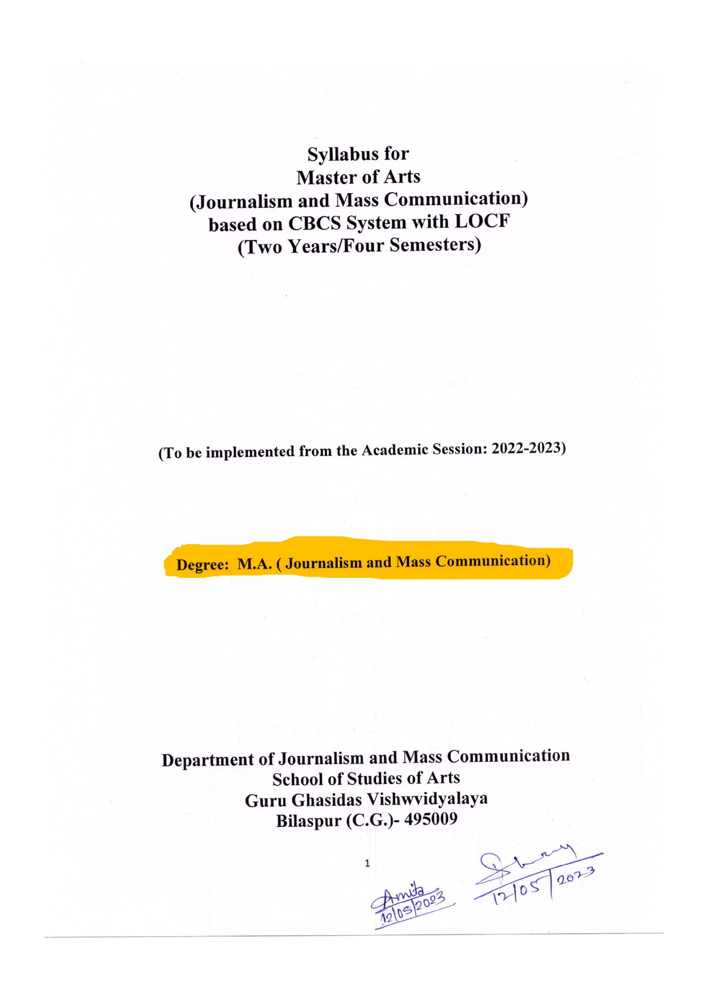 Syllabus for
Master of Arts
(Journalism and Mass Communication)
based on CBCS System with LOCF
(Two Years/Four Semesters)
(To be implemented from the Academic Session: 2022-2023)
Degree: M.A. ( Journalism and Mass Communication)
Department of Journalism and Mass Communication
School of Studies of Arts
Guru Ghasidas Vishwvidyalaya
Bilaspur (C.G.)- 495009
1
Amita
12/05/2023
12/05/2023